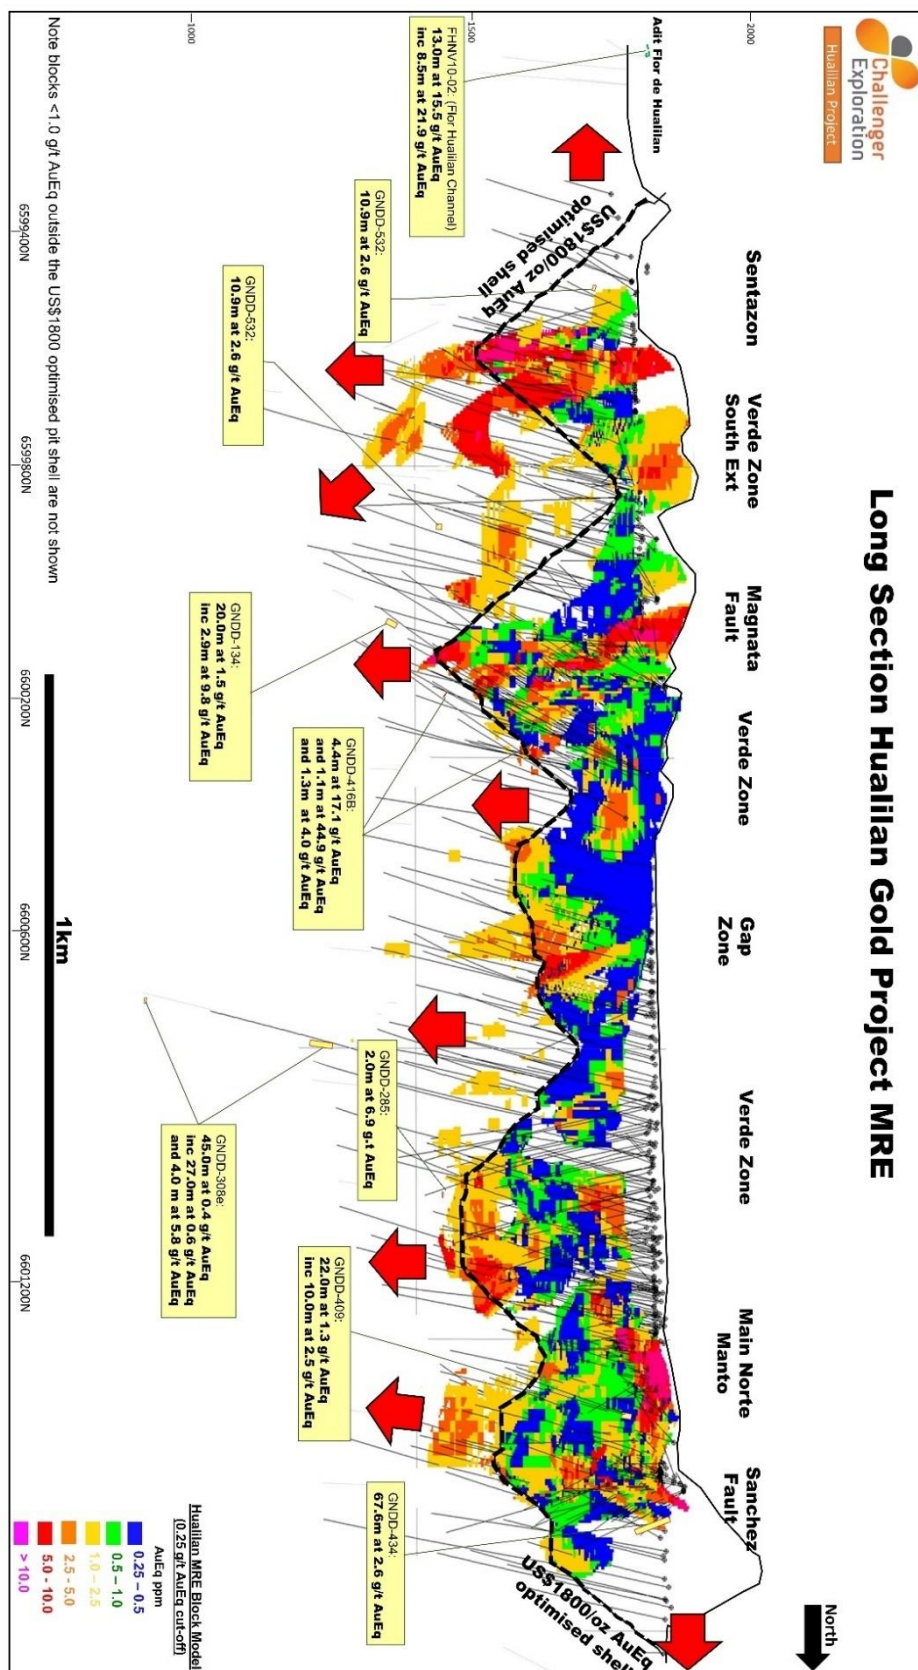 Challenger
Exploration
Hualilan Project
Long Section Hualilan Gold Project MRE
North
Sentazon
Verde Zone
South Ext
Magnata
Fault
Verde Zone
Gap
Zone
Verde Zone
Main Norte
Manto
Sanchez
Fault
2000
1500
1000
Adit Flor de Hualilan
US$1800/oz AuEq
optimised shell
US$1800/oz AuEq
optimised shell
FHNV10-02: (Flor Hualilan Channel)
13.0m at 15.5 g/t AuEq
inc 8.5m at 21.9 g/t AuEq
GNDD-532:
10.9m at 2.6 g/t AuEq
GNDD-532:
10.9m at 2.6 g/t AuEq
GNDD-134:
20.0m at 1.5 g/t AuEq
inc 2.9m at 9.8 g/t AuEq
GNDD-416B:
4.4m at 17.1 g/t AuEq
and 1.1m at 44.9 g/t AuEq
and 1.3m at 4.0 g/t AuEq
GNDD-308e:
45.0m at 0.4 g/t AuEq
inc 27.0m at 0.6 g/t AuEq
and 4.0 m at 5.8 g/t AuEq
GNDD-285:
2.0m at 6.9 g.t AuEq
GNDD-409:
22.0m at 1.3 g/t AuEq
inc 10.0m at 2.5 g/t AuEq
GNDD-434:
67.6m at 2.6 g/t AuEq
6599400N
6599800N
6600200N
6600600N
6601200N
1km
Note blocks <1.0 g/t AuEq outside the US$1800 optimised pit shell are not shown
Hualilan MRE Block Model
(0.25 g/t AuEq cut-off)
AuEq ppm
0.25 – 0.5
0.5 – 1.0
1.0 – 2.5
2.5 - 5.0
5.0 - 10.0
> 10.0